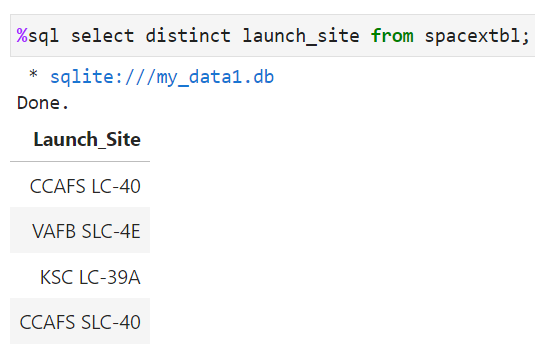 %sql select distinct launch_site from spacextbl;
* sqlite:///my_data1.db
Done.
Launch_Site
CCAFS LC-40
VAFB SLC-4E
KSC LC-39A
CCAFS SLC-40